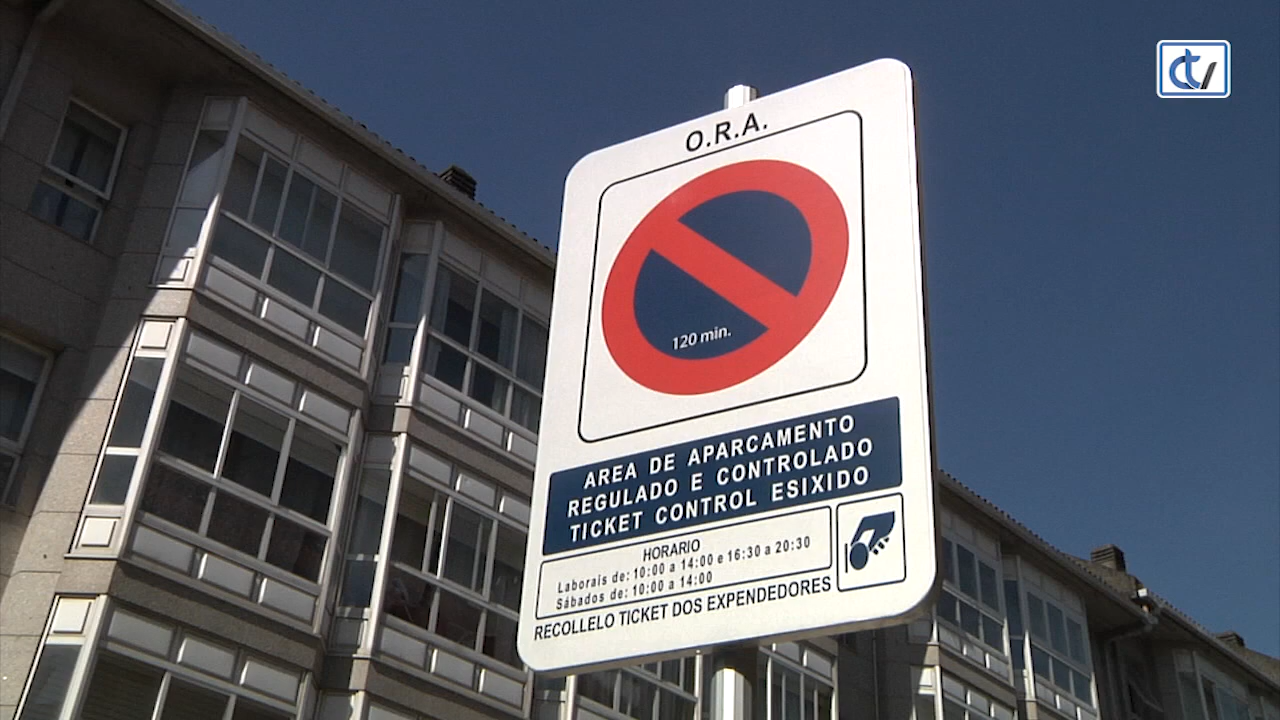 CTV
O.R.A.
120 min.
AREA DE APARCAMENTO
REGULADO E CONTROLADO
TICKET CONTROL ESIXIDO
HORARIO
Laborais de: 10:00 a 14:00 e 16:30 a 20:30
Sábados de: 10:00 a 14:00
RECOLLELO TICKET DOS EXPENDEDORES